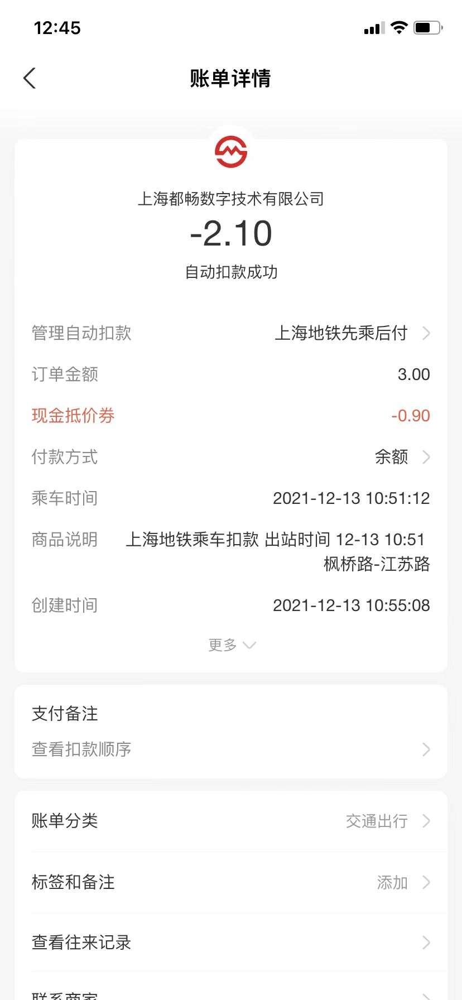 12:45
账单详情
上海都畅数字技术有限公司
-2.10
自动扣款成功
管理自动扣款 上海地铁先乘后付
订单金额 3.00
现金抵价券 -0.90
付款方式 余额
乘车时间 2021-12-13 10:51:12
商品说明 上海地铁乘车扣款 出站时间 12-13 10:51
枫桥路-江苏路
创建时间 2021-12-13 10:55:08
更多
支付备注
查看扣款顺序
账单分类 交通出行
标签和备注 添加
查看往来记录
联系商家